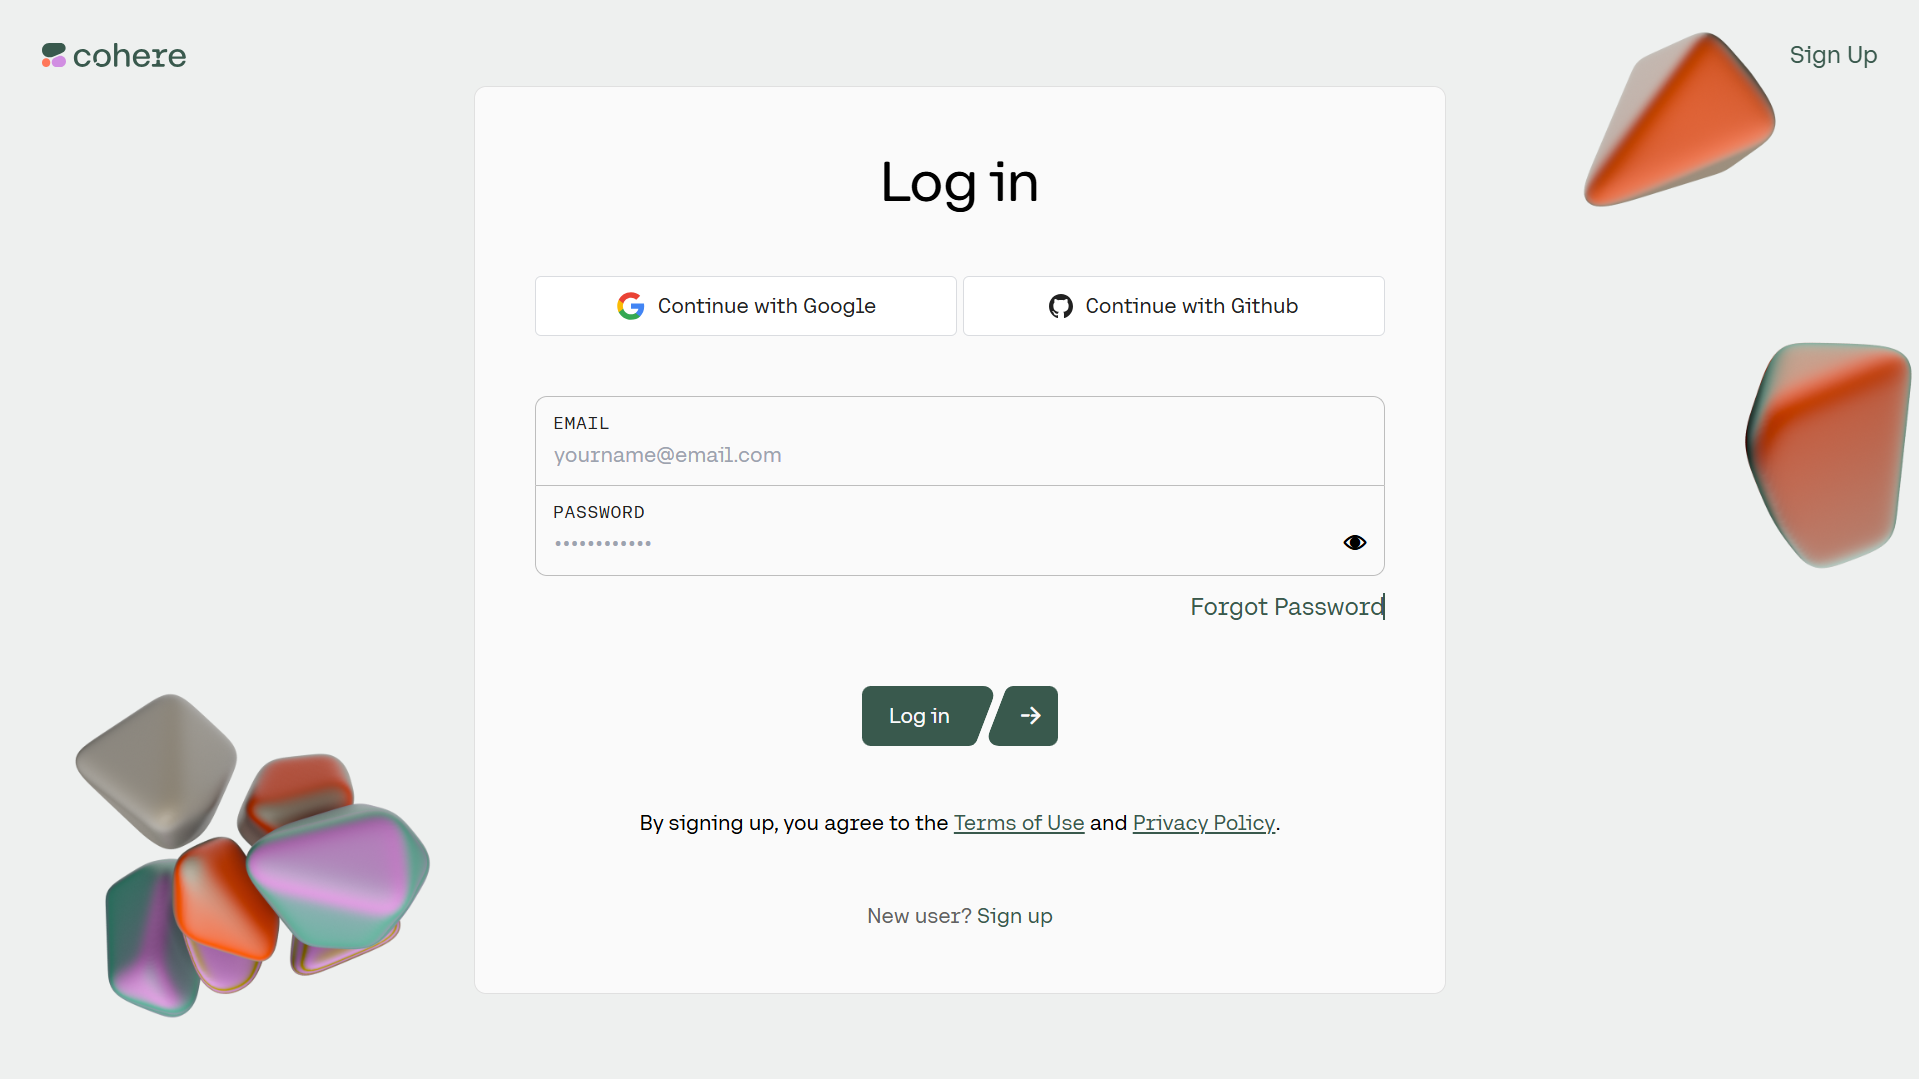 cohere
Sign Up
Log in
Continue with Google
Continue with Github
EMAIL
yourname@email.com
PASSWORD
••••••••••••
Forgot Password
Log in
By signing up, you agree to the Terms of Use and Privacy Policy.
New user? Sign up